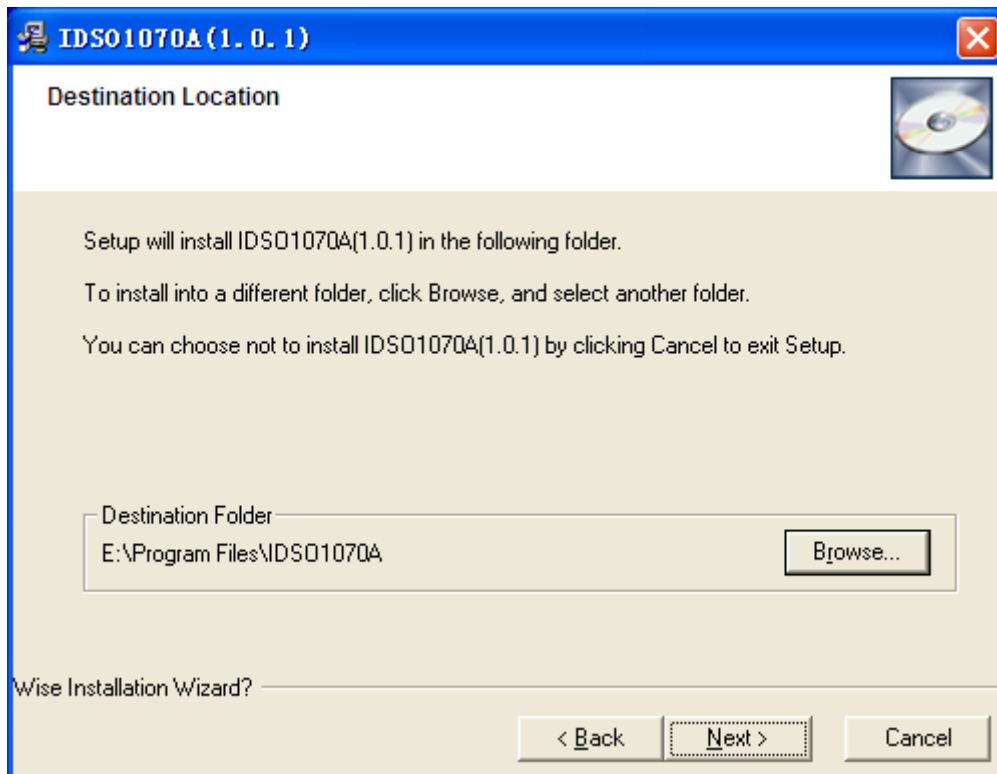 IDSO1070A(1.0.1)
Destination Location
Setup will install IDSO1070A(1.0.1) in the following folder.
To install into a different folder, click Browse, and select another folder.
You can choose not to install IDSO1070A(1.0.1) by clicking Cancel to exit Setup.
Destination Folder
E:\Program Files\IDSO1070A
Browse...
Wise Installation Wizard?
< Back
Next >
Cancel